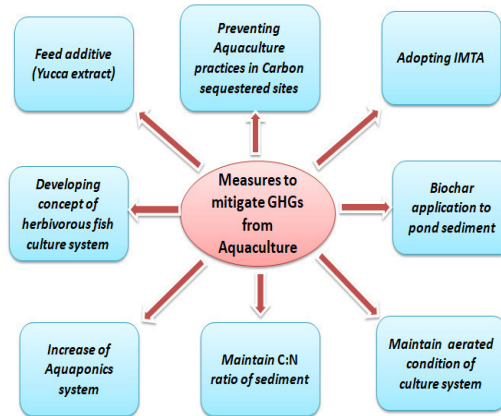 Feed additive
(Yucca extract)
Preventing
Aquaculture
practices in Carbon
sequestered sites
Adopting IMTA
Developing
concept of
herbivorous fish
culture system
Measures to
mitigate GHGs
from
Aquaculture
Biochar
application to
pond sediment
Increase of
Aquaponics
system
Maintain C:N
ratio of sediment
Maintain aerated
condition of
culture system